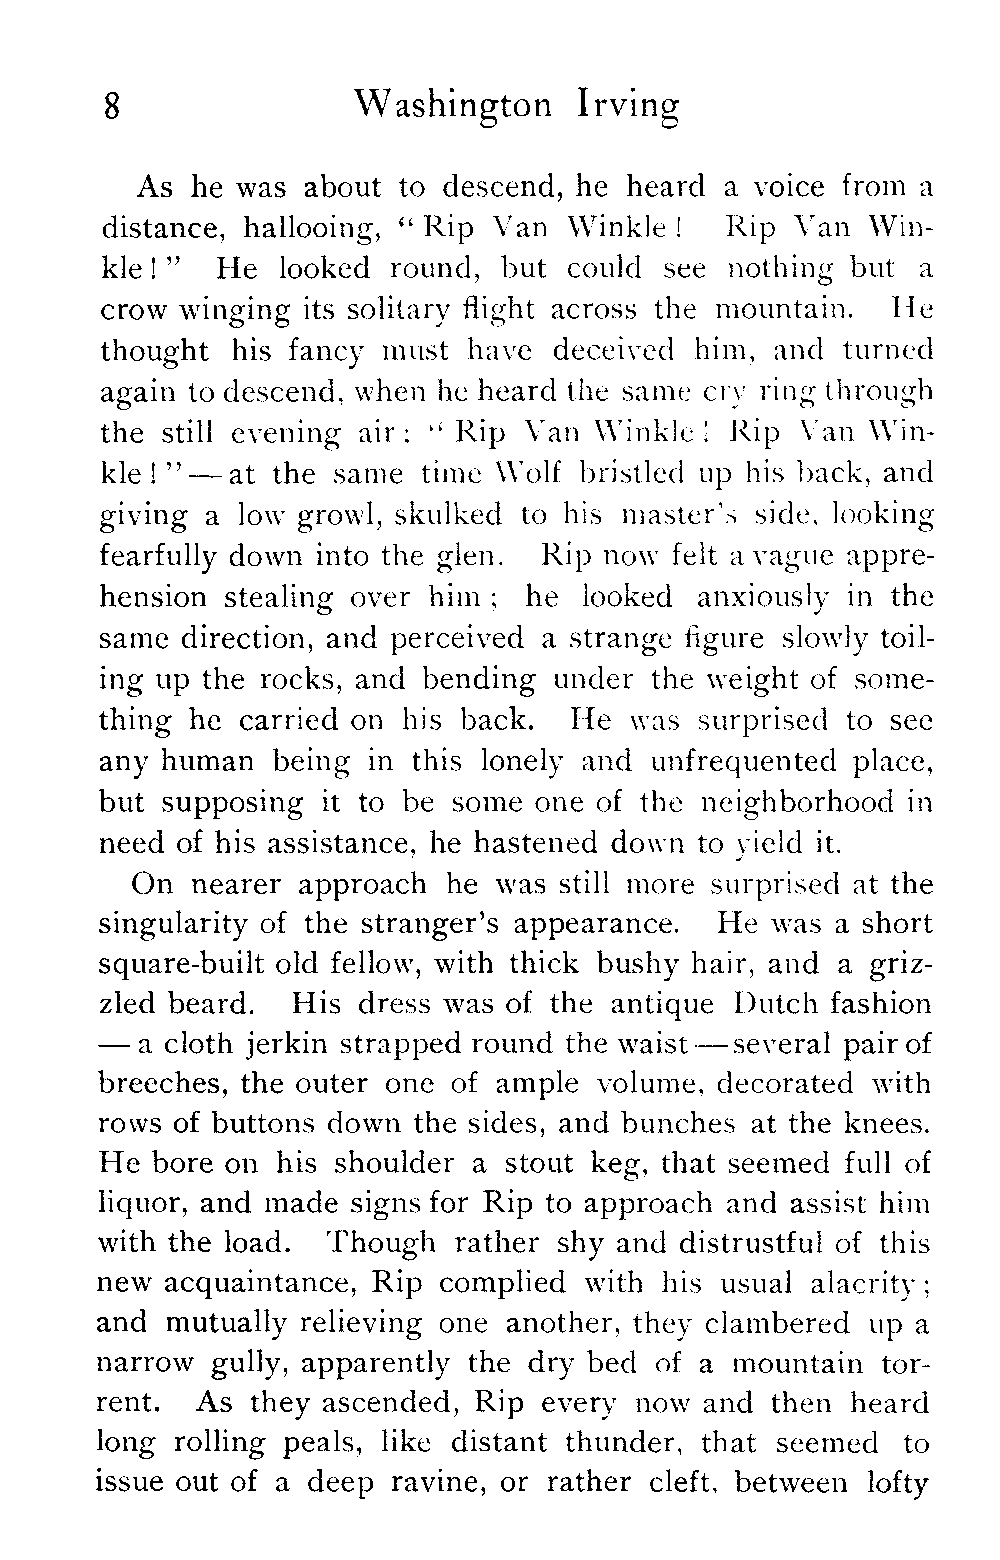 8 Washington Irving
As he was about to descend, he heard a voice from a
distance, hallooing, “ Rip Van Winkle ! Rip Van Win-
kle ! ” He looked round, but could see nothing but a
crow winging its solitary flight across the mountain. He
thought his fancy must have deceived him, and turned
again to descend, when he heard the same cry ring through
the still evening air : “ Rip Van Winkle ! Rip Van Win-
kle ! ” — at the same time Wolf bristled up his back, and
giving a low growl, skulked to his master's side, looking
fearfully down into the glen. Rip now felt a vague appre-
hension stealing over him ; he looked anxiously in the
same direction, and perceived a strange figure slowly toil-
ing up the rocks, and bending under the weight of some-
thing he carried on his back. He was surprised to see
any human being in this lonely and unfrequented place,
but supposing it to be some one of the neighborhood in
need of his assistance, he hastened down to yield it.
On nearer approach he was still more surprised at the
singularity of the stranger's appearance. He was a short
square-built old fellow, with thick bushy hair, and a griz-
zled beard. His dress was of the antique Dutch fashion
— a cloth jerkin strapped round the waist — several pair of
breeches, the outer one of ample volume, decorated with
rows of buttons down the sides, and bunches at the knees.
He bore on his shoulder a stout keg, that seemed full of
liquor, and made signs for Rip to approach and assist him
with the load. Though rather shy and distrustful of this
new acquaintance, Rip complied with his usual alacrity ;
and mutually relieving one another, they clambered up a
narrow gully, apparently the dry bed of a mountain tor-
rent. As they ascended, Rip every now and then heard
long rolling peals, like distant thunder, that seemed to
issue out of a deep ravine, or rather cleft, between lofty